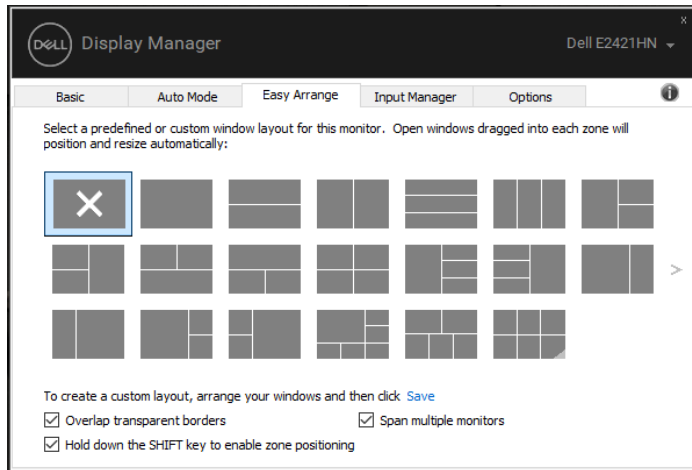 DELL Display Manager
Dell E2421HN
x
Basic Auto Mode Easy Arrange Input Manager Options i
Select a predefined or custom window layout for this monitor. Open windows dragged into each zone will
position and resize automatically:
>
To create a custom layout, arrange your windows and then click Save
Overlap transparent borders Span multiple monitors
Hold down the SHIFT key to enable zone positioning